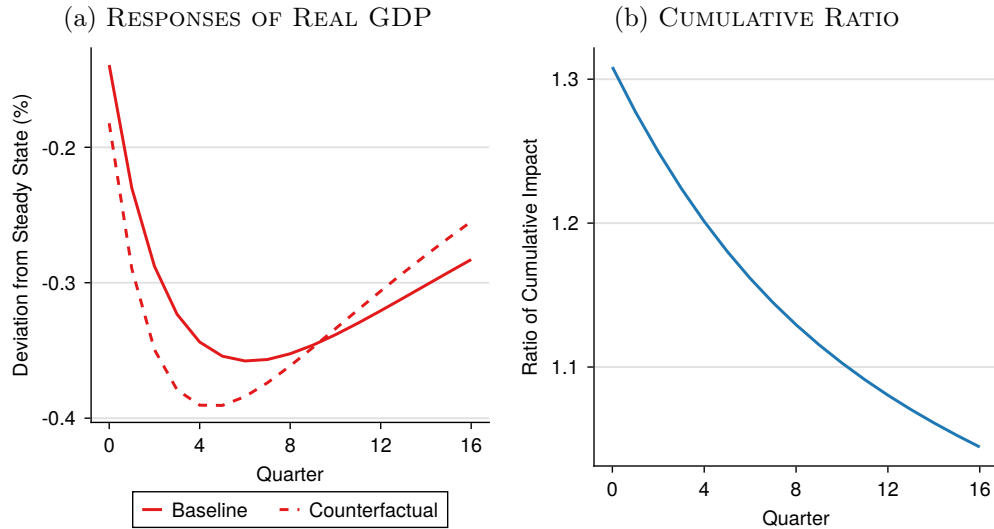 (a) RESPONSES OF REAL GDP
Deviation from Steady State (%)
-0.2
-0.3
-0.4
0 4 8 12 16
Quarter
Baseline Counterfactual
(b) CUMULATIVE RATIO
Ratio of Cumulative Impact
1.3
1.2
1.1
0 4 8 12 16
Quarter